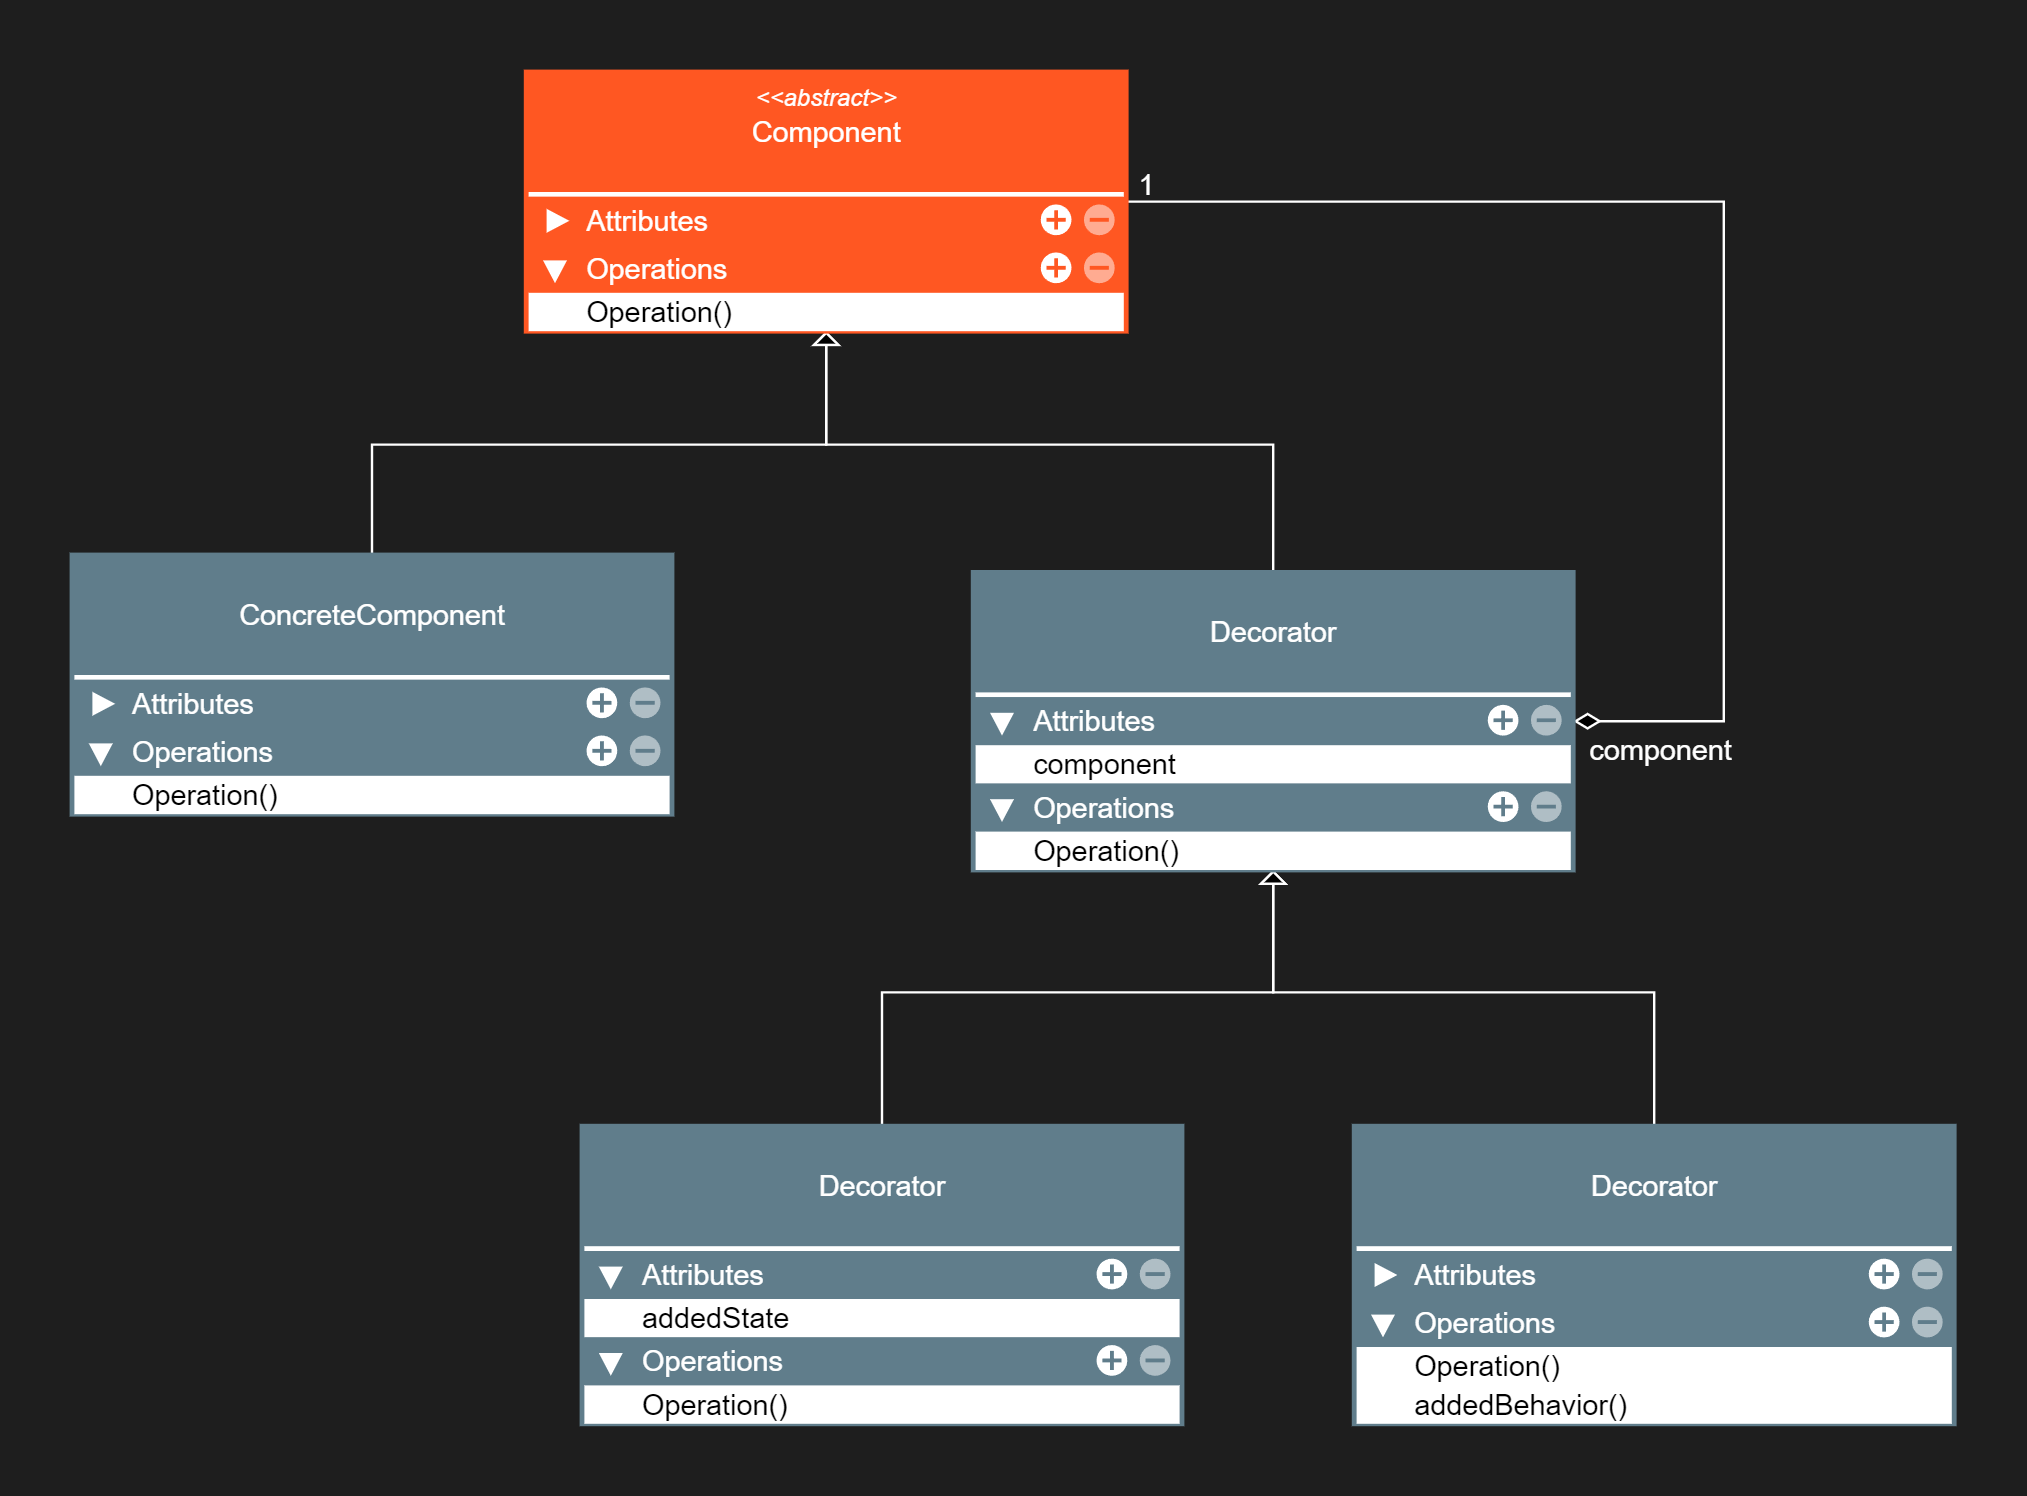 <<abstract>>
Component
1
Attributes
Operations
Operation()
ConcreteComponent
Attributes
Operations
Operation()
Decorator
Attributes
component
component
Operations
Operation()
Decorator
Attributes
addedState
Operations
Operation()
Decorator
Attributes
Operations
Operation()
addedBehavior()